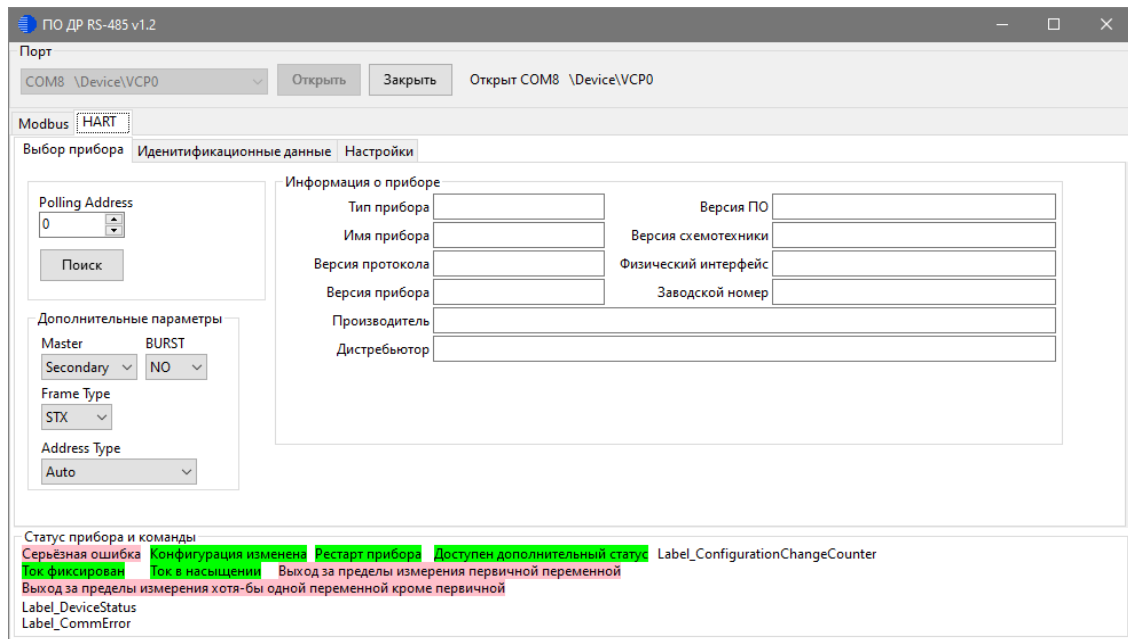 ПО ДР RS-485 v1.2
Порт
COM8 \Device\VCP0 Открыть Закрыть Открыт COM8 \Device\VCP0
Modbus HART
Выбор прибора Иденитификационные данные Настройки
Polling Address
0
Поиск
Дополнительные параметры
Master BURST
Secondary NO
Frame Type
STX
Address Type
Auto
Информация о приборе
Тип прибора Версия ПО
Имя прибора Версия схемотехники
Версия протокола Физический интерфейс
Версия прибора Заводской номер
Производитель
Дистребьютор
Статус прибора и команды
Серьёзная ошибка Конфигурация изменена Рестарт прибора Доступен дополнительный статус Label_ConfigurationChangeCounter
Ток фиксирован Ток в насыщении Выход за пределы измерения первичной переменной
Выход за пределы измерения хотя-бы одной переменной кроме первичной
Label_DeviceStatus
Label_CommError